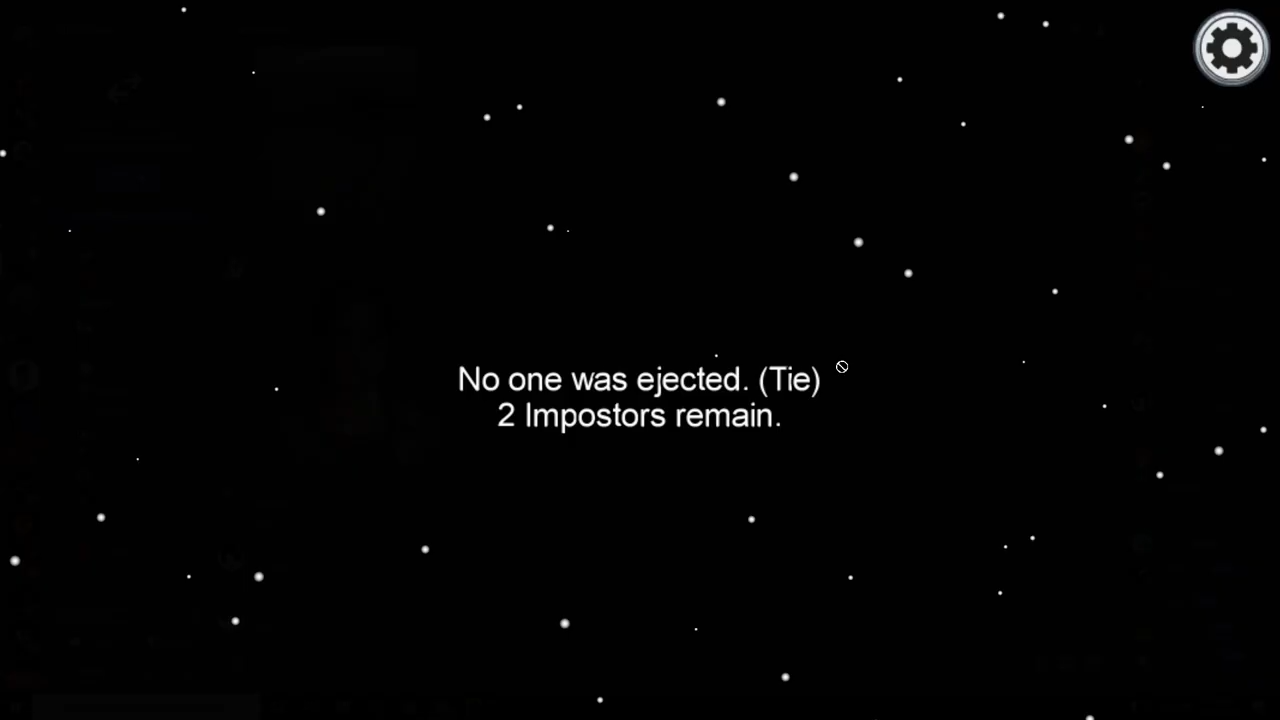 No one was ejected. (Tie)
2 Impostors remain.